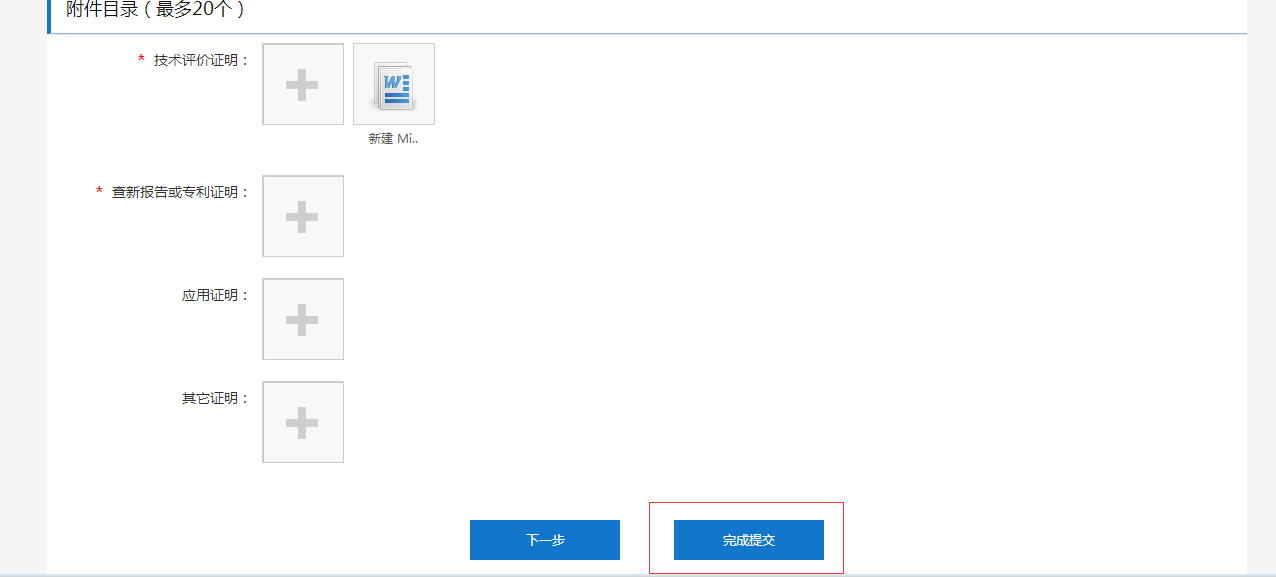 附件目录（最多20个）
* 技术评价证明：
新建 Mi..
* 查新报告或专利证明：
应用证明：
其它证明：
下一步
完成提交